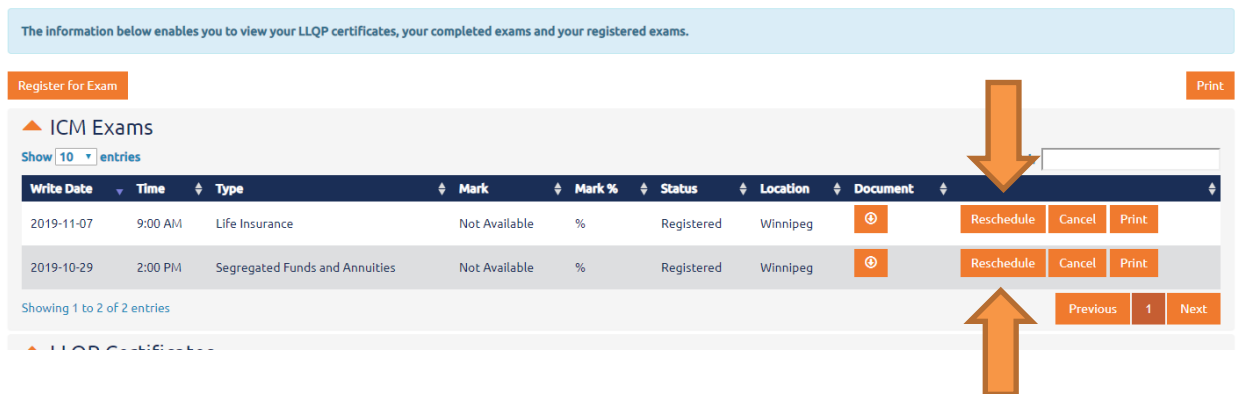 The information below enables you to view your LLQP certificates, your completed exams and your registered exams.
Register for Exam Print
ICM Exams
Show 10 entries
Write Date Time Type Mark Mark % Status Location Document
2019-11-07 9:00 AM Life Insurance Not Available % Registered Winnipeg Reschedule Cancel Print
2019-10-29 2:00 PM Segregated Funds and Annuities Not Available % Registered Winnipeg Reschedule Cancel Print
Showing 1 to 2 of 2 entries Previous 1 Next